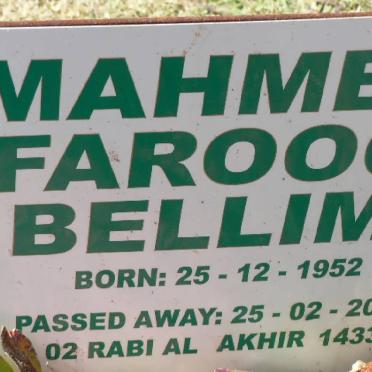 MAHME
FAROO
BELLIM
BORN: 25 - 12 - 1952
PASSED AWAY: 25 - 02 - 20
02 RABI AL AKHIR 1433